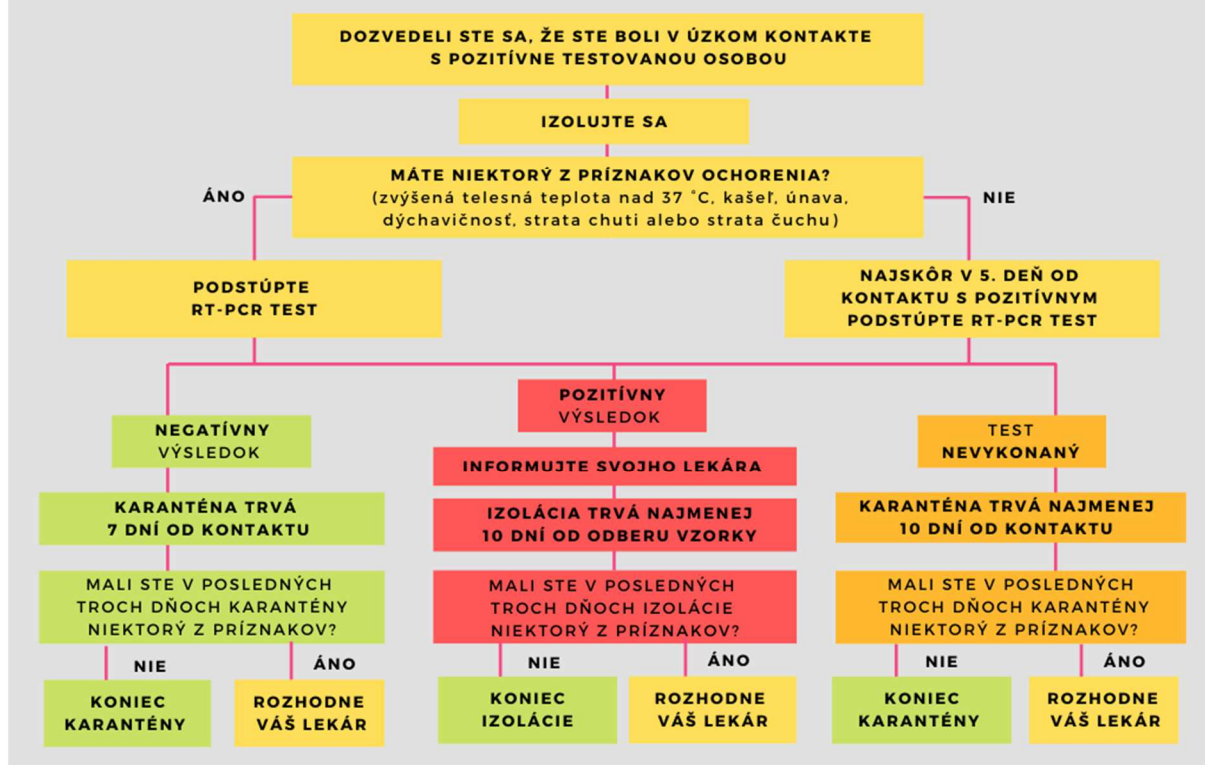 DOZVEDELI STE SA, ŽE STE BOLI V ÚZKOM KONTAKTE
S POZITÍVNE TESTOVANOU OSOBOU
IZOLUJTE SA
MÁTE NIEKTORÝ Z PRÍZNAKOV OCHORENIA?
(zvýšená telesná teplota nad 37 °C, kašeľ, únava,
dýchavičnosť, strata chuti alebo strata čuchu)
ÁNO
NIE
PODSTÚPTE
RT-PCR TEST
NAJSKÔR V 5. DEŇ OD
KONTAKTU S POZITÍVNYM
PODSTÚPTE RT-PCR TEST
NEGATÍVNY
VÝSLEDOK
KARANTÉNA TRVÁ
7 DNÍ OD KONTAKTU
MALI STE V POSLEDNÝCH
TROCH DŇOCH KARANTÉNY
NIEKTORÝ Z PRÍZNAKOV?
NIE
ÁNO
KONIEC
KARANTÉNY
ROZHODNE
VÁŠ LEKÁR
POZITÍVNY
VÝSLEDOK
INFORMUJTE SVOJHO LEKÁRA
IZOLÁCIA TRVÁ NAJMENEJ
10 DNÍ OD ODBERU VZORKY
MALI STE V POSLEDNÝCH
TROCH DŇOCH IZOLÁCIE
NIEKTORÝ Z PRÍZNAKOV?
NIE
ÁNO
KONIEC
IZOLÁCIE
ROZHODNE
VÁŠ LEKÁR
TEST
NEVYKONANÝ
KARANTÉNA TRVÁ NAJMENEJ
10 DNÍ OD KONTAKTU
MALI STE V POSLEDNÝCH
TROCH DŇOCH KARANTÉNY
NIEKTORÝ Z PRÍZNAKOV?
NIE
ÁNO
KONIEC
KARANTÉNY
ROZHODNE
VÁŠ LEKÁR